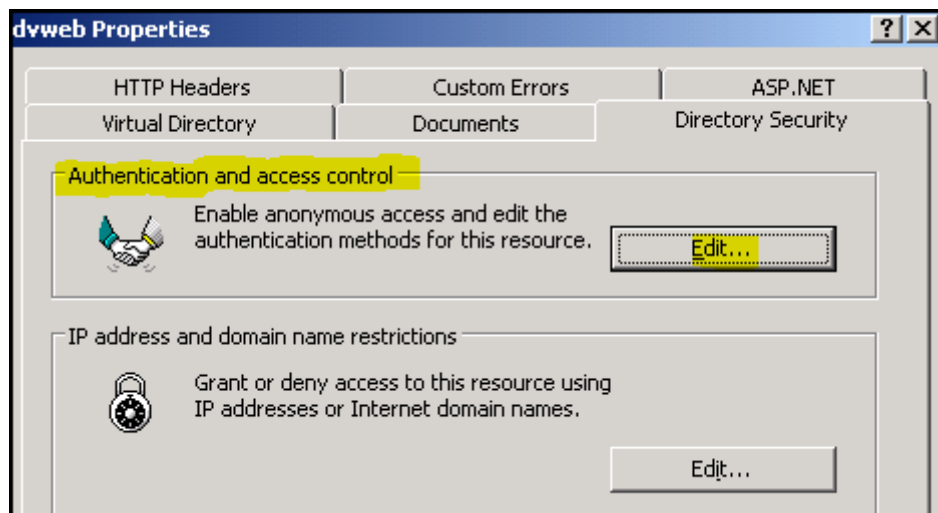 dvweb Properties
HTTP Headers
Custom Errors
ASP.NET
Virtual Directory
Documents
Directory Security
Authentication and access control
Enable anonymous access and edit the
authentication methods for this resource.
Edit...
IP address and domain name restrictions
Grant or deny access to this resource using
IP addresses or Internet domain names.
Edit...